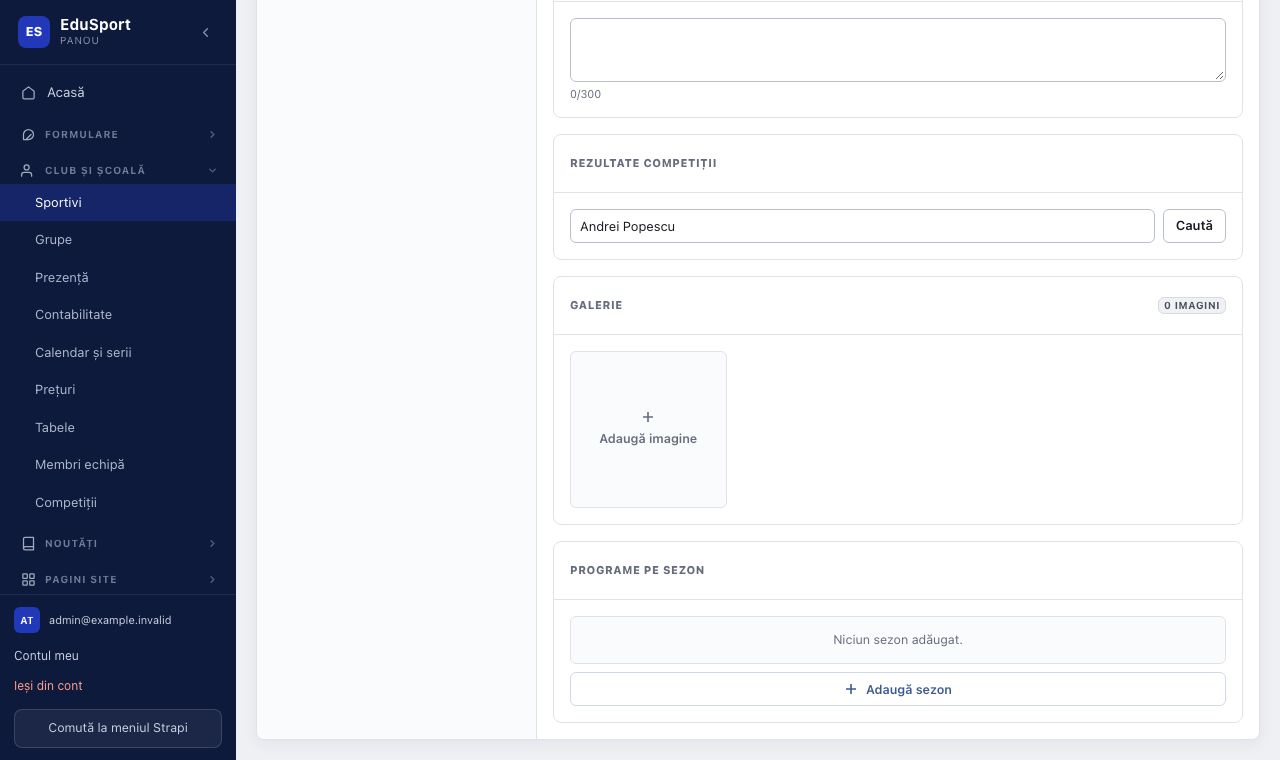 ES
EduSport
PANOU
Acasă
FORMULARE
CLUB ȘI ȘCOALĂ
Sportivi
Grupe
Prezență
Contabilitate
Calendar și serii
Prețuri
Tabele
Membri echipă
Competiții
NOUTĂȚI
PAGINI SITE
AT
admin@example.invalid
Contul meu
Ieși din cont
Comută la meniul Strapi
0/300
REZULTATE COMPETIȚII
Andrei Popescu
Caută
GALERIE
0 IMAGINI
Adaugă imagine
PROGRAME PE SEZON
Niciun sezon adăugat.
Adaugă sezon